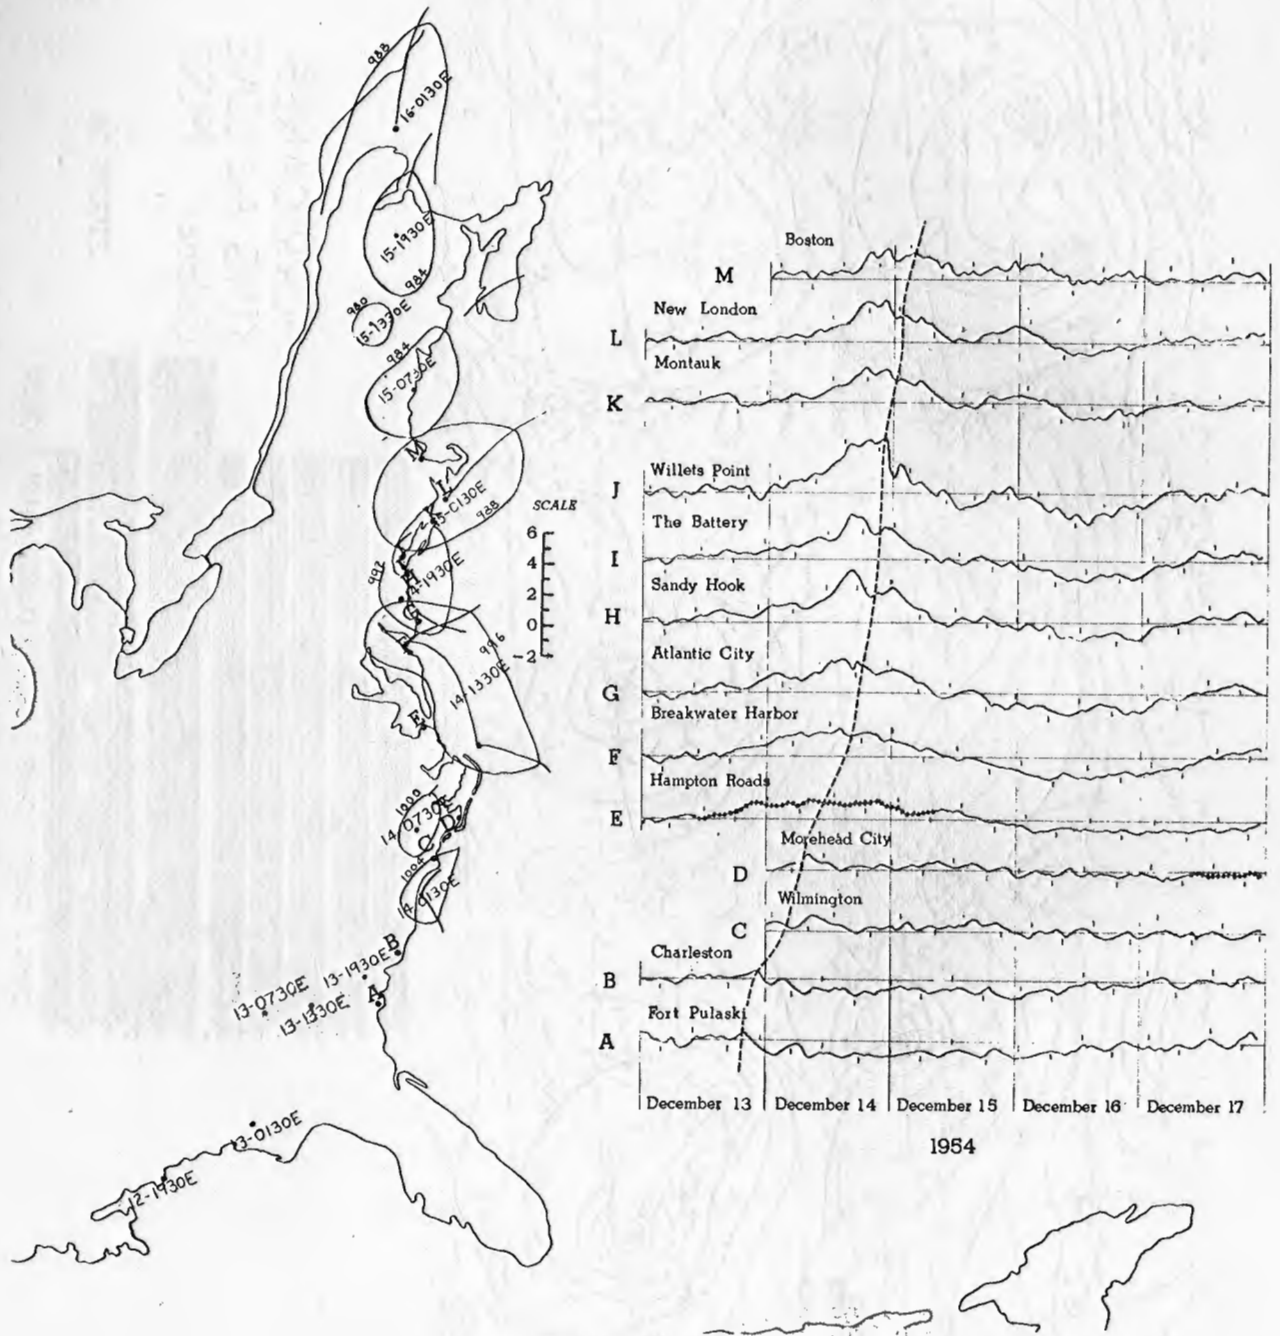 988
16-0130E
15-1930E
984
980
15-1330E
984
15-0730E
M
L
15-0130E
988
992
14-1930E
H
G
996
14-1330E
F
E
1000
14-0730E
D
C
1004
14-0130E
B
13-1930E
A
13-0730E
13-1330E
13-0130E
12-1930E
SCALE
6
4
2
0
-2
Boston
M
New London
L
Montauk
K
Willets Point
J
The Battery
I
Sandy Hook
H
Atlantic City
G
Breakwater Harbor
F
Hampton Roads
E
Morehead City
D
Wilmington
C
Charleston
B
Fort Pulaski
A
December 13 December 14 December 15 December 16 December 17
1954